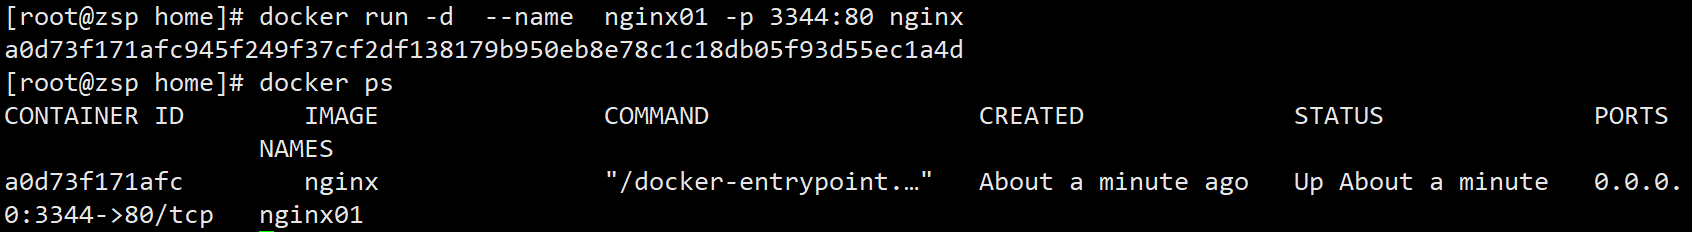 [root@zsp home]# docker run -d  --name  nginx01 -p 3344:80 nginx
a0d73f171afc945f249f37cf2df138179b950eb8e78c1c18db05f93d55ec1a4d
[root@zsp home]# docker ps
CONTAINER ID        IMAGE               COMMAND                  CREATED              STATUS              PORTS
                 NAMES
a0d73f171afc        nginx               "/docker-entrypoint.…"   About a minute ago   Up About a minute   0.0.0.
0:3344->80/tcp   nginx01